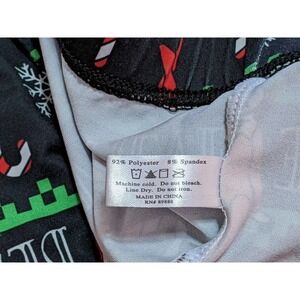 92% Polyester 8% Spandex
Machine cold. Do not bleach.
Line Dry. Do not iron.
MADE IN CHINA